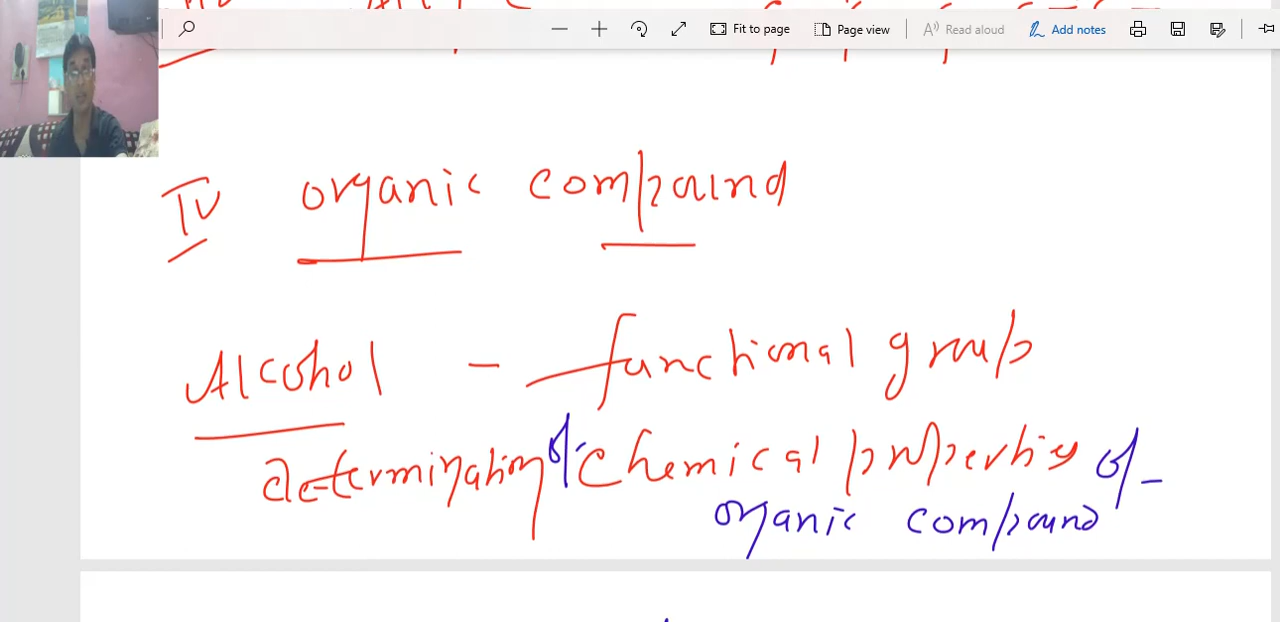 Fit to page Page view Read aloud Add notes
IV organic compound
Alcohol - functional group
determination of chemical properties of -
organic compound